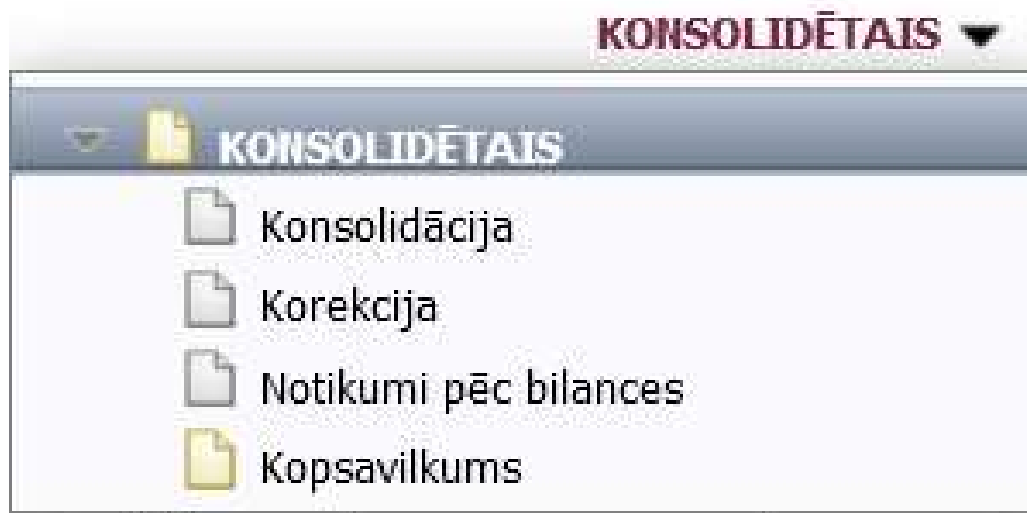 KONSOLIDĒTAIS
KONSOLIDĒTAIS
Konsolidācija
Korekcija
Notikumi pēc bilances
Kopsavilkums